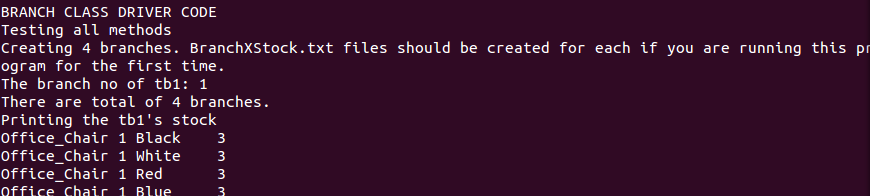 BRANCH CLASS DRIVER CODE
Testing all methods
Creating 4 branches. BranchXStock.txt files should be created for each if you are running this pr
ogram for the first time.
The branch no of tb1: 1
There are total of 4 branches.
Printing the tb1's stock
Office_Chair 1 Black    3
Office_Chair 1 White    3
Office_Chair 1 Red      3
Office_Chair 1 Blue     3